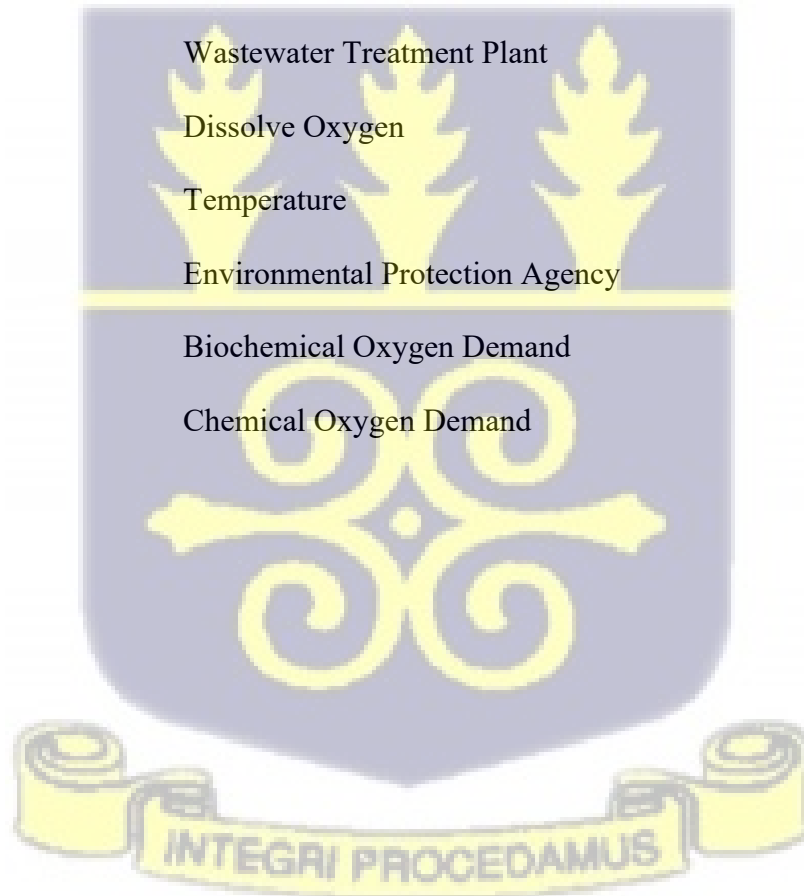 Wastewater Treatment Plant
Dissolve Oxygen
Temperature
Environmental Protection Agency
Biochemical Oxygen Demand
Chemical Oxygen Demand
INTEGRI PROCEDAMUS